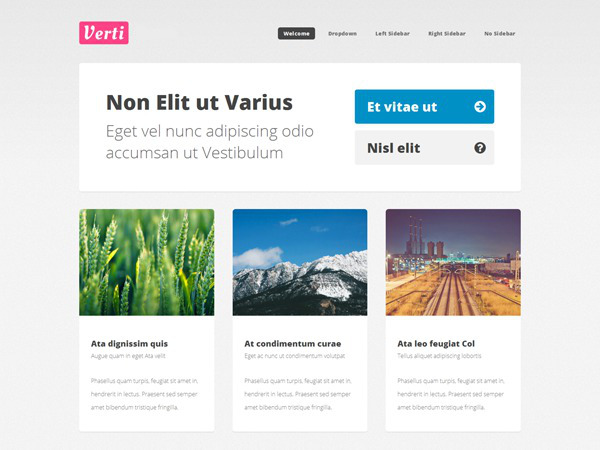 Verti
Welcome
Dropdown
Left Sidebar
Right Sidebar
No Sidebar
Non Elit ut Varius
Eget vel nunc adipiscing odio
accumsan ut Vestibulum
Et vitae ut
Nisl elit
Ata dignissim quis
Augue quam in eget Ata velit
Phasellus quam turpis, feugiat sit amet in,
hendrerit in lectus. Praesent sed semper
amet bibendum tristique fringilla.
At condimentum curae
Eget ac nunc ut condimentum volutpat
Phasellus quam turpis, feugiat sit amet in,
hendrerit in lectus. Praesent sed semper
amet bibendum tristique fringilla.
Ata leo feugiat Col
Tellus aliquet adipiscing lobortis
Phasellus quam turpis, feugiat sit amet in,
hendrerit in lectus. Praesent sed semper
amet bibendum tristique fringilla.